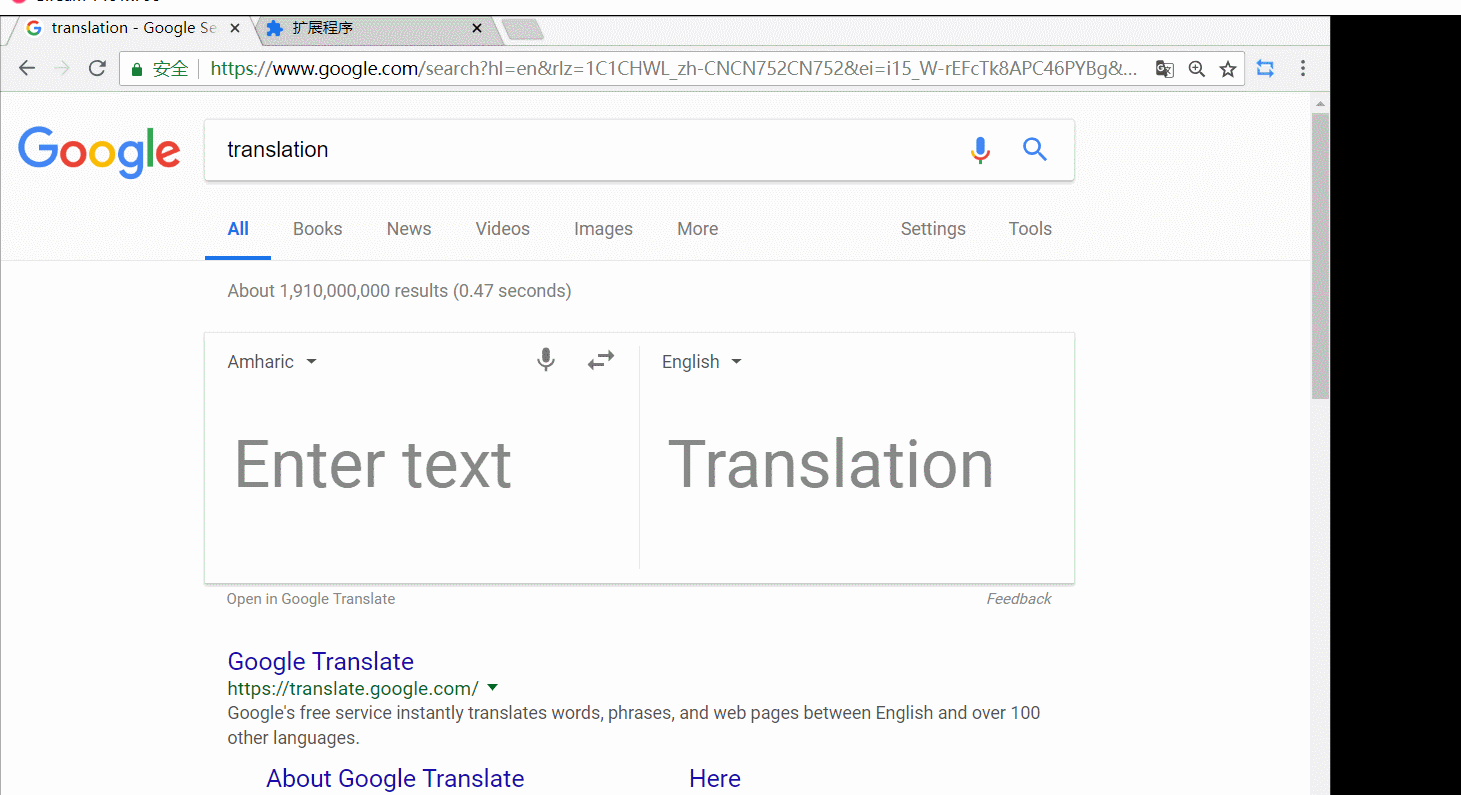 translation - Google Se
扩展程序
安全 https://www.google.com/search?hl=en&rlz=1C1CHWL_zh-CNCN752CN752&ei=i15_W-rEFcTk8APC46PYBg&...
Google
translation
All Books News Videos Images More Settings Tools
About 1,910,000,000 results (0.47 seconds)
Amharic English
Enter text Translation
Open in Google Translate Feedback
Google Translate
https://translate.google.com/
Google's free service instantly translates words, phrases, and web pages between English and over 100
other languages.
About Google Translate Here